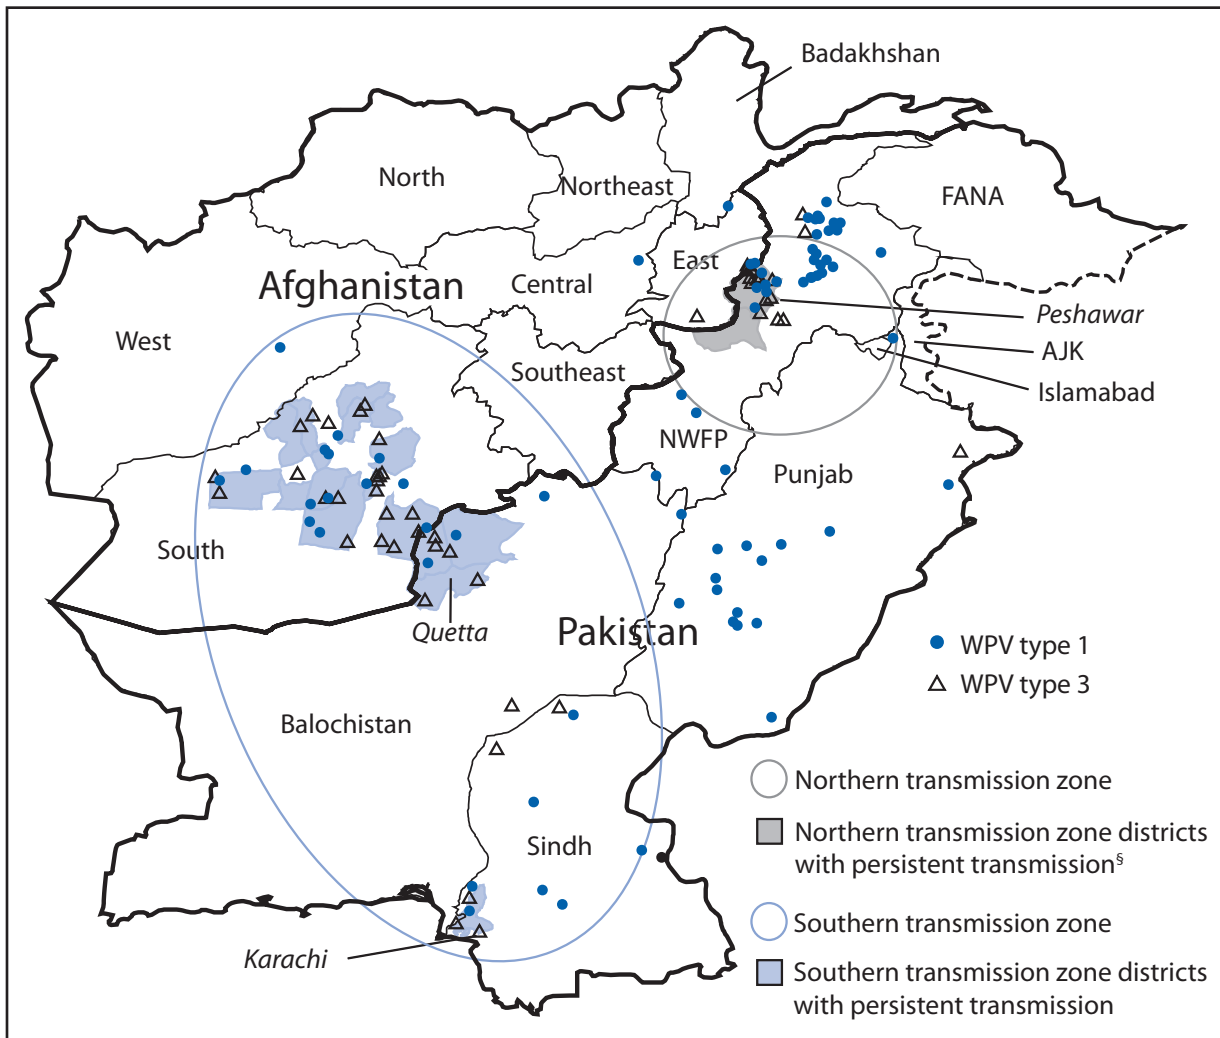 Badakhshan
North
Northeast
FANA
East
Afghanistan
Central
Peshawar
West
AJK
Southeast
Islamabad
NWFP
Punjab
South
Quetta
Pakistan
WPV type 1
WPV type 3
Balochistan
Northern transmission zone
Northern transmission zone districts
with persistent transmission§
Sindh
Southern transmission zone
Karachi
Southern transmission zone districts
with persistent transmission